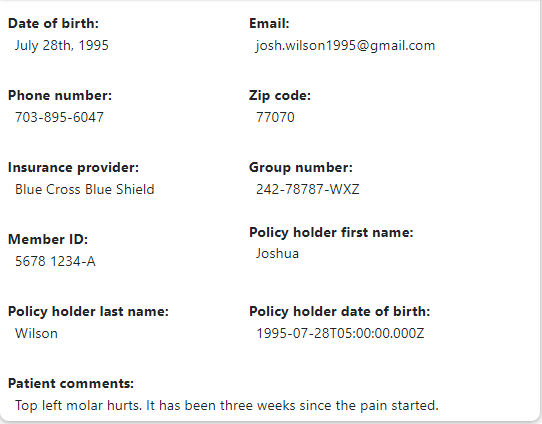 Date of birth:
July 28th, 1995
Email:
josh.wilson1995@gmail.com
Phone number:
703-895-6047
Zip code:
77070
Insurance provider:
Blue Cross Blue Shield
Group number:
242-78787-WXZ
Member ID:
5678 1234-A
Policy holder first name:
Joshua
Policy holder last name:
Wilson
Policy holder date of birth:
1995-07-28T05:00:00.000Z
Patient comments:
Top left molar hurts. It has been three weeks since the pain started.